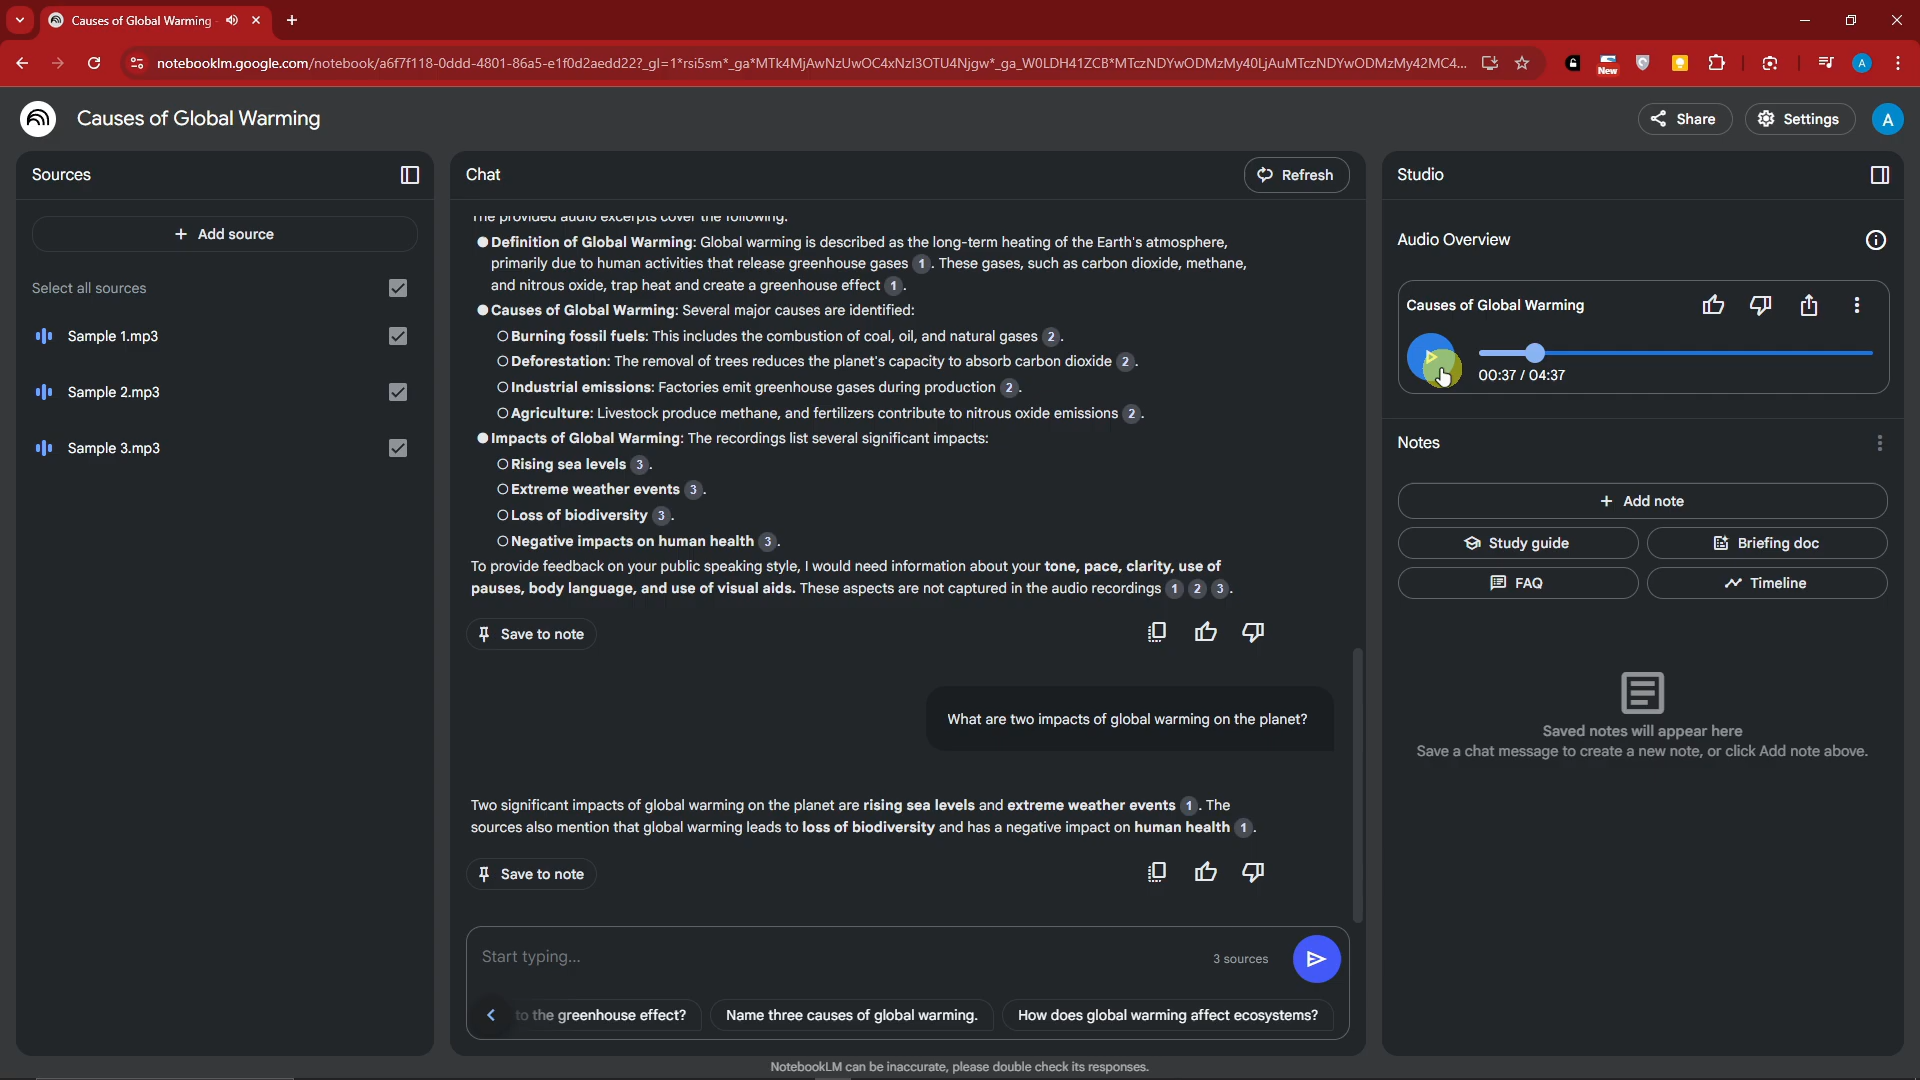 Causes of Global Warming
notebooklm.google.com/notebook/a6f7f118-0ddd-4801-86a5-e1f0d2aedd22?_gl=1*rsi5sm*_ga*MTk4MjAwNzUwOC4xNzI3OTU4Njgw*_ga_W0LDH41ZCB*MTczNDYwODMzMy40LjAuMTczNDYwODMzMy42MC4...
New
A
Causes of Global Warming
Share
Settings
A
Sources
Add source
Select all sources
Sample 1.mp3
Sample 2.mp3
Sample 3.mp3
Chat
Refresh
The provided audio excerpts cover the following:
Definition of Global Warming: Global warming is described as the long-term heating of the Earth's atmosphere,
primarily due to human activities that release greenhouse gases 1. These gases, such as carbon dioxide, methane,
and nitrous oxide, trap heat and create a greenhouse effect 1.
Causes of Global Warming: Several major causes are identified:
Burning fossil fuels: This includes the combustion of coal, oil, and natural gases 2.
Deforestation: The removal of trees reduces the planet's capacity to absorb carbon dioxide 2.
Industrial emissions: Factories emit greenhouse gases during production 2.
Agriculture: Livestock produce methane, and fertilizers contribute to nitrous oxide emissions 2.
Impacts of Global Warming: The recordings list several significant impacts:
Rising sea levels 3.
Extreme weather events 3.
Loss of biodiversity 3.
Negative impacts on human health 3.
To provide feedback on your public speaking style, I would need information about your tone, pace, clarity, use of
pauses, body language, and use of visual aids. These aspects are not captured in the audio recordings 1 2 3.
Save to note
What are two impacts of global warming on the planet?
Two significant impacts of global warming on the planet are rising sea levels and extreme weather events 1. The
sources also mention that global warming leads to loss of biodiversity and has a negative impact on human health 1.
Save to note
Start typing...
3 sources
to the greenhouse effect?
Name three causes of global warming.
How does global warming affect ecosystems?
Studio
Audio Overview
Causes of Global Warming
00:37 / 04:37
Notes
Add note
Study guide
Briefing doc
FAQ
Timeline
Saved notes will appear here
Save a chat message to create a new note, or click Add note above.
NotebookLM can be inaccurate, please double check its responses.